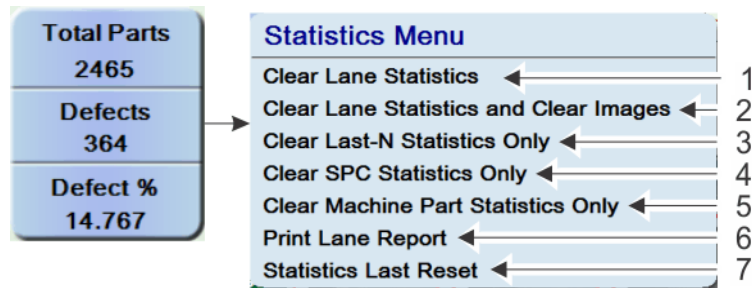 Total Parts
2465
Defects
364
Defect %
14.767
Statistics Menu
Clear Lane Statistics 1
Clear Lane Statistics and Clear Images 2
Clear Last-N Statistics Only 3
Clear SPC Statistics Only 4
Clear Machine Part Statistics Only 5
Print Lane Report 6
Statistics Last Reset 7